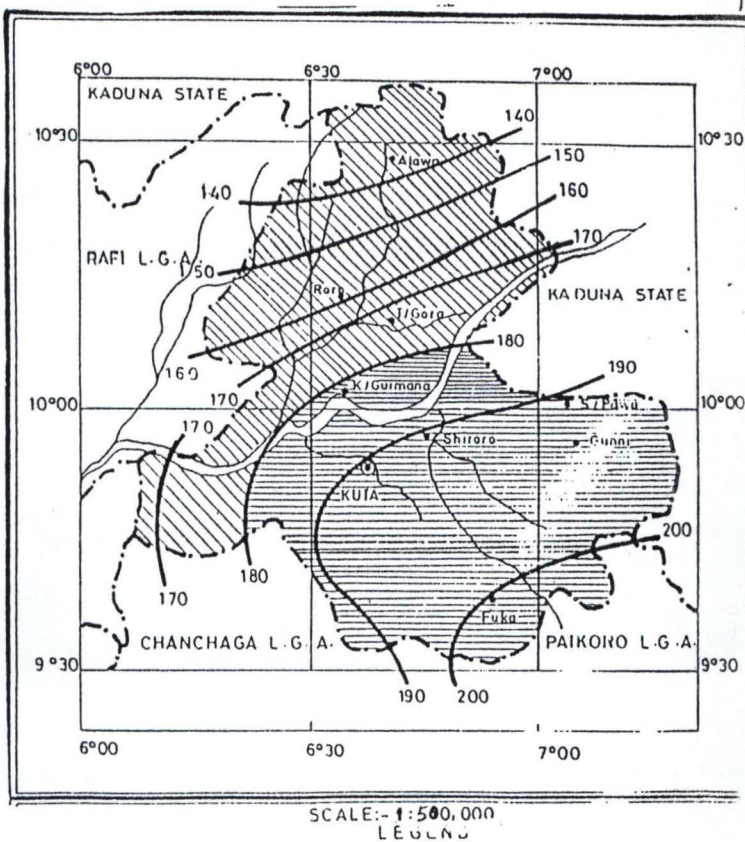 6°00 6°30 7°00
KADUNA STATE
10°30 10°30
140
Alawa
150
140
160
RAFI L.G.A.
170
150
Rore
KADUNA STATE
T/Gora
160
180
K/Gurmana
190
170
10°00 10°00
170
Shiroro
Gunni
KUTA
200
180
170
Fuka
CHANCHAGA L.G.A. PAIKORO L.G.A.
9°30 9°30
190 200
6°00 6°30 7°00
SCALE:- 1:500,000
LEGEND